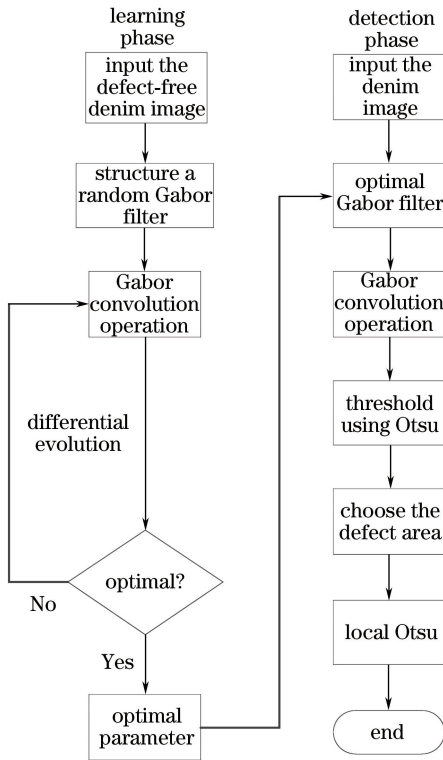 learning
phase
input the
defect-free
denim image
structure a
random Gabor
filter
Gabor
convolution
operation
differential
evolution
optimal?
No
Yes
optimal
parameter
detection
phase
input the
denim
image
optimal
Gabor filter
Gabor
convolution
operation
threshold
using Otsu
choose the
defect area
local Otsu
end